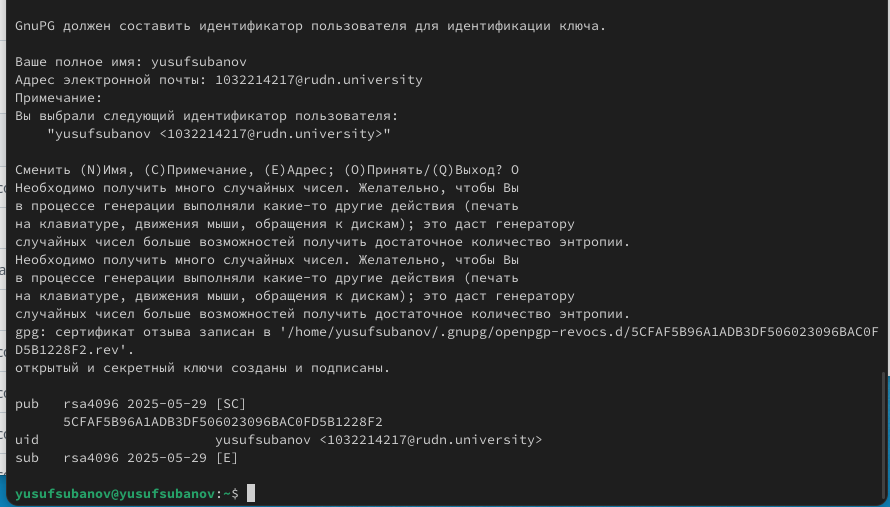 GnuPG должен составить идентификатор пользователя для идентификации ключа.
Ваше полное имя: yusufsubanov
Адрес электронной почты: 1032214217@rudn.university
Примечание:
Вы выбрали следующий идентификатор пользователя:
"yusufsubanov <1032214217@rudn.university>"
Сменить (N)Имя, (C)Примечание, (E)Адрес; (O)Принять/(Q)Выход? O
Необходимо получить много случайных чисел. Желательно, чтобы Вы
в процессе генерации выполняли какие-то другие действия (печать
на клавиатуре, движения мыши, обращения к дискам); это даст генератору
случайных чисел больше возможностей получить достаточное количество энтропии.
Необходимо получить много случайных чисел. Желательно, чтобы Вы
в процессе генерации выполняли какие-то другие действия (печать
на клавиатуре, движения мыши, обращения к дискам); это даст генератору
случайных чисел больше возможностей получить достаточное количество энтропии.
gpg: сертификат отзыва записан в '/home/yusufsubanov/.gnupg/openpgp-revocs.d/5CFAF5B96A1ADB3DF506023096BAC0F
D5B1228F2.rev'.
открытый и секретный ключи созданы и подписаны.
pub   rsa4096 2025-05-29 [SC]
5CFAF5B96A1ADB3DF506023096BAC0FD5B1228F2
uid                      yusufsubanov <1032214217@rudn.university>
sub   rsa4096 2025-05-29 [E]
yusufsubanov@yusufsubanov:~$